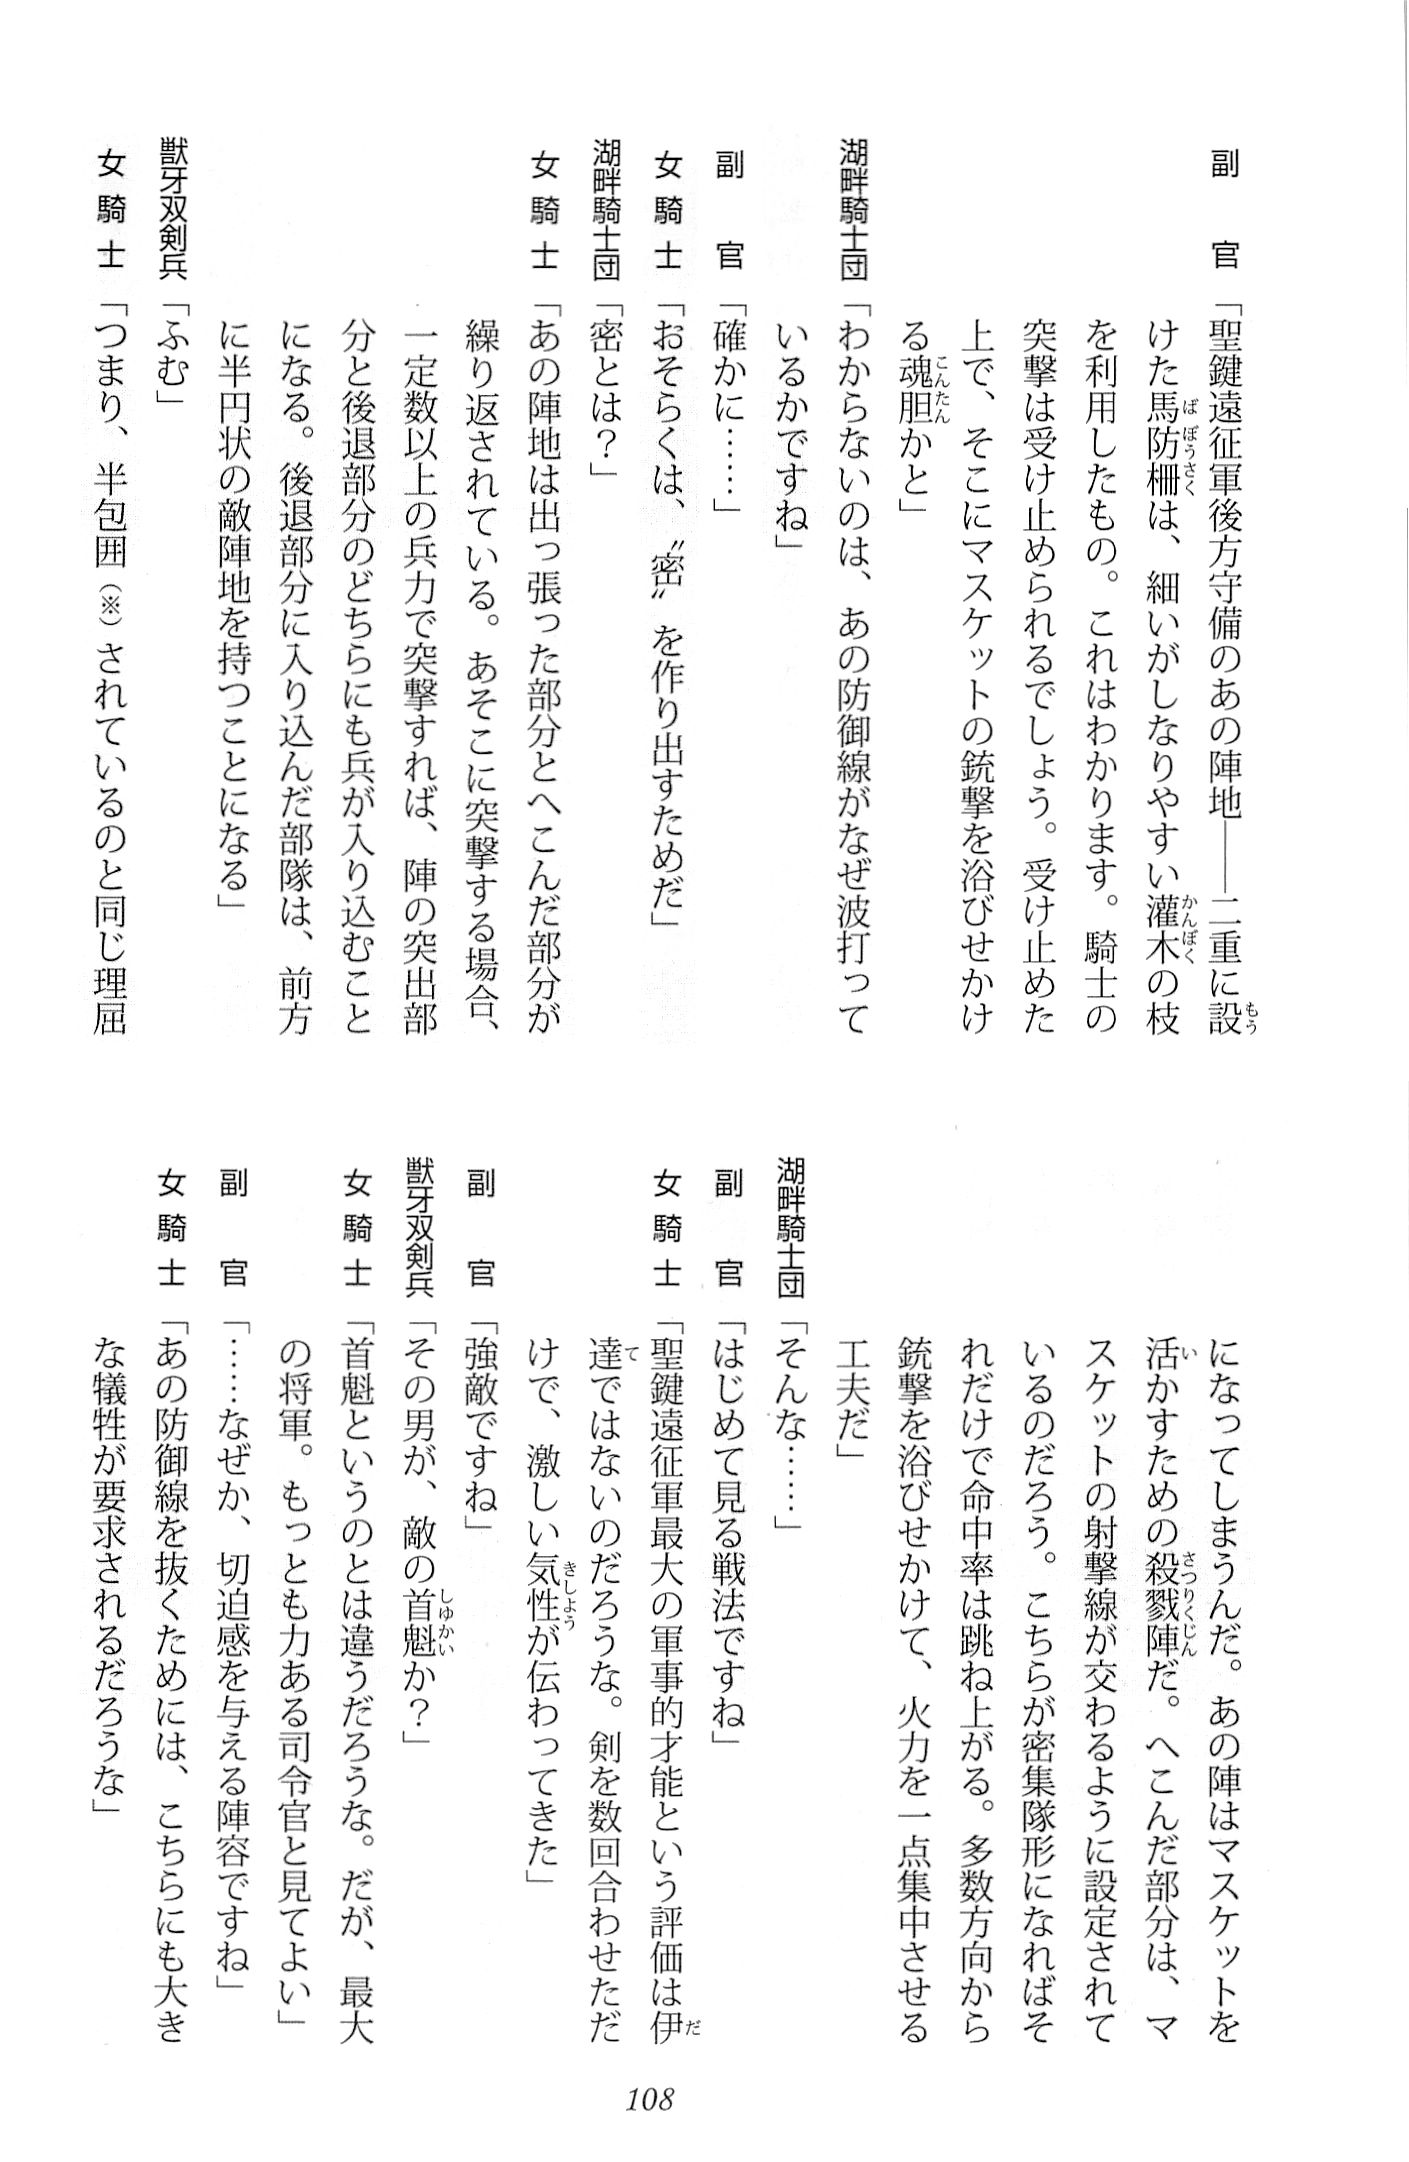 副官「聖鍵遠征軍後方守備のあの陣地――二重に設
けた馬防柵は、細いがしなりやすい灌木の枝
を利用したもの。これはわかります。騎士の
突撃は受け止められるでしょう。受け止めた
上で、そこにマスケットの銃撃を浴びせかけ
る魂胆かと」
湖畔騎士団「わからないのは、あの防御線がなぜ波打って
いるかですね」
副官「確かに……」
女騎士「おそらくは、〝密〟を作り出すためだ」
湖畔騎士団「密とは？」
女騎士「あの陣地は出っ張った部分とへこんだ部分が
繰り返されている。あそこに突撃する場合、
一定数以上の兵力で突撃すれば、陣の突出部
分と後退部分のどちらにも兵が入り込むこと
になる。後退部分に入り込んだ部隊は、前方
に半円状の敵陣地を持つことになる」
獣牙双剣兵「ふむ」
女騎士「つまり、半包囲（※）されているのと同じ理屈
になってしまうんだ。あの陣はマスケットを
活かすための殺戮陣だ。へこんだ部分は、マ
スケットの射撃線が交わるように設定されて
いるのだろう。こちらが密集隊形になればそ
れだけで命中率は跳ね上がる。多数方向から
銃撃を浴びせかけて、火力を一点集中させる
工夫だ」
湖畔騎士団「そんな……」
副官「はじめて見る戦法ですね」
女騎士「聖鍵遠征軍最大の軍事的才能という評価は伊
達ではないのだろうな。剣を数回合わせただ
けで、激しい気性が伝わってきた」
副官「強敵ですね」
獣牙双剣兵「その男が、敵の首魁か？」
女騎士「首魁というのとは違うだろうな。だが、最大
の将軍。もっとも力ある司令官と見てよい」
副官「……なぜか、切迫感を与える陣容ですね」
女騎士「あの防御線を抜くためには、こちらにも大き
な犠牲が要求されるだろうな」
108